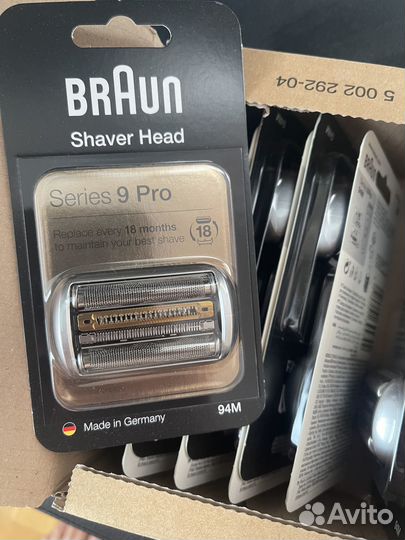 BRAUN
Shaver Head
Series 9 Pro
Replace every 18 months
to maintain your best shave
18
Made in Germany
94M
5 002 292-04
BRAUN
Avito